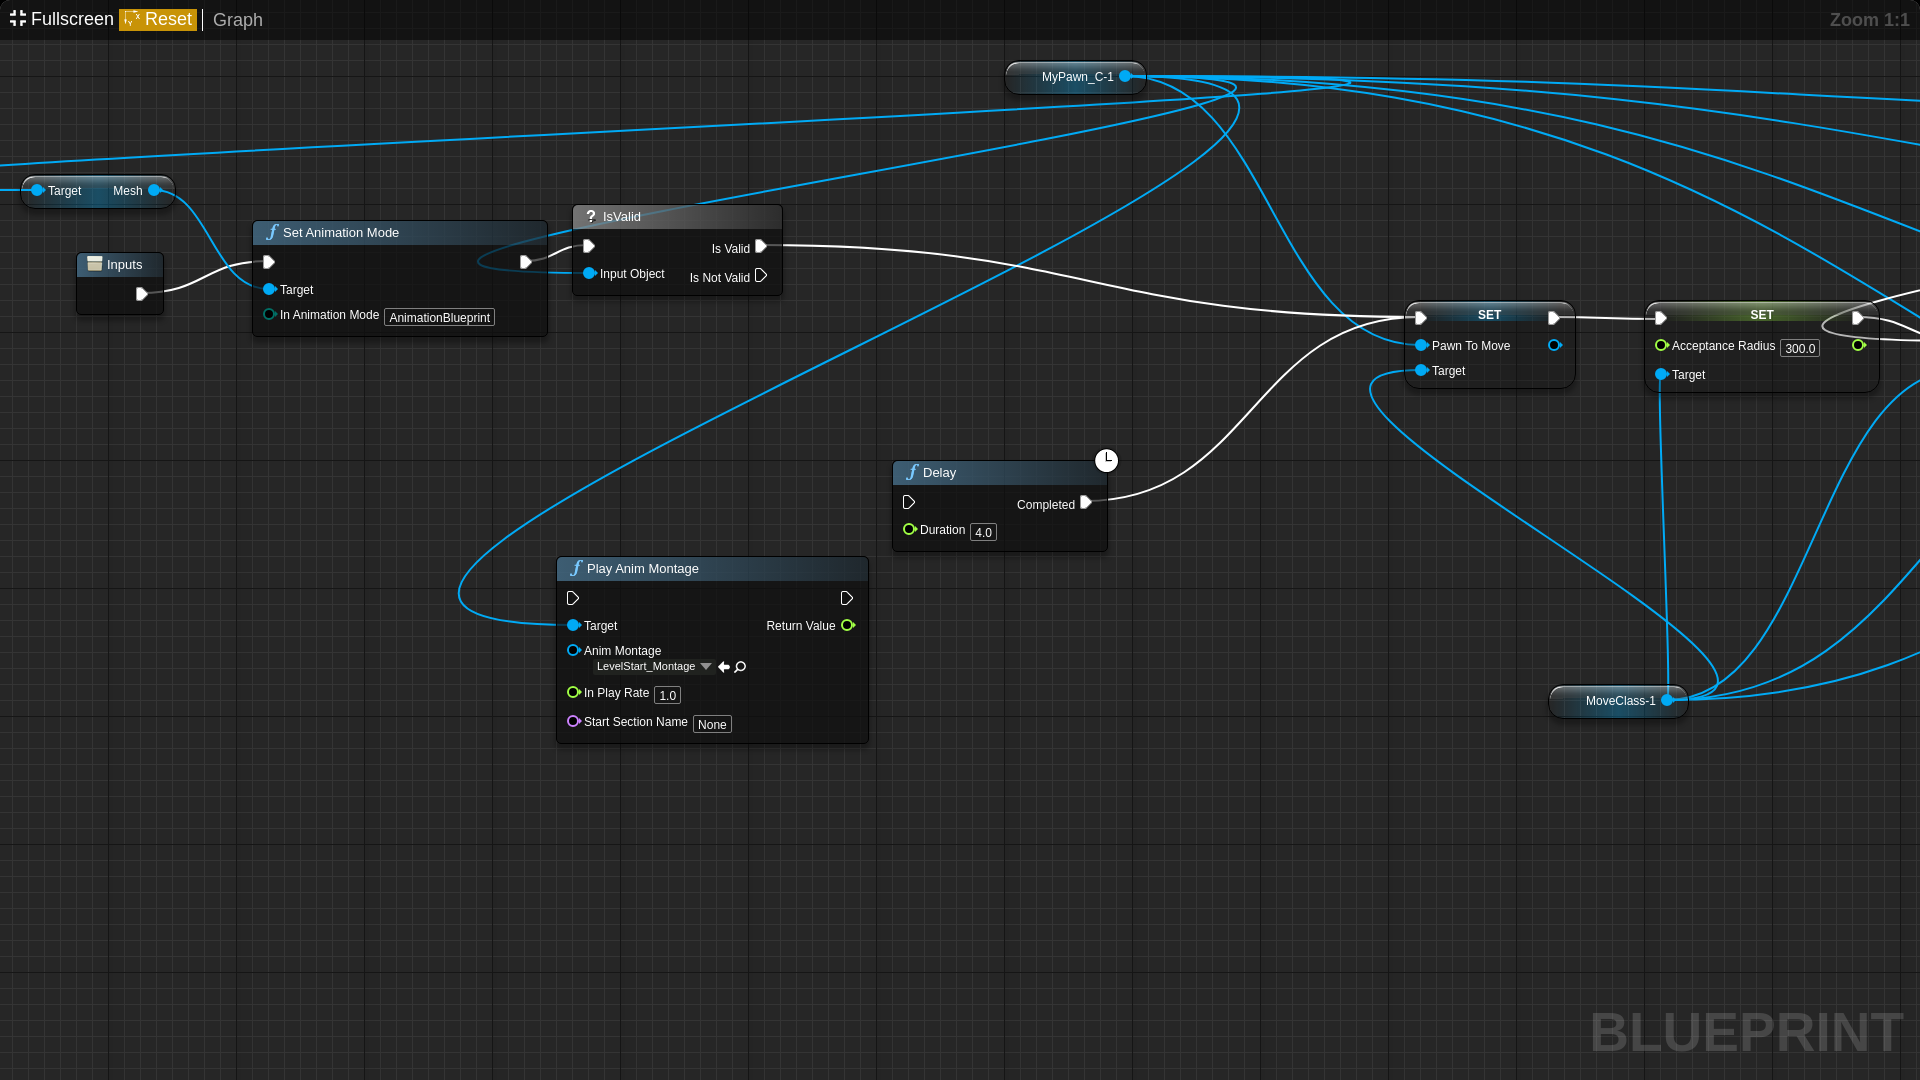 Fullscreen Reset Graph
Zoom 1:1
MyPawn_C-1
Target Mesh
Inputs
Set Animation Mode
Target
In Animation Mode AnimationBlueprint
? IsValid
Is Valid
Input Object
Is Not Valid
SET
Pawn To Move
Target
SET
Acceptance Radius 300.0
Target
Delay
Completed
Duration 4.0
Play Anim Montage
Target Return Value
Anim Montage
LevelStart_Montage
In Play Rate 1.0
Start Section Name None
MoveClass-1
BLUEPRINT